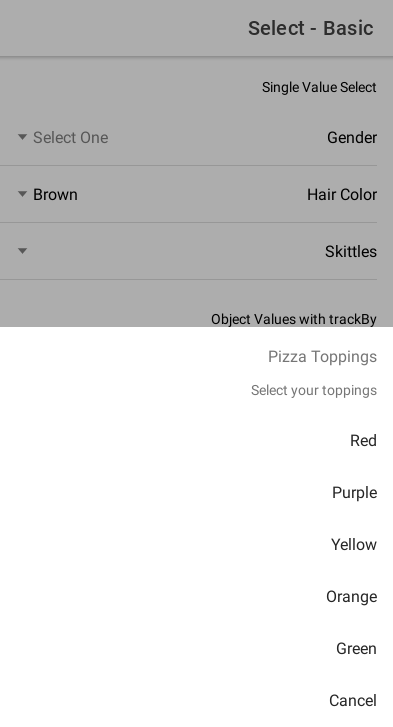 Select - Basic
Single Value Select
Gender
Select One
Hair Color
Brown
Skittles
Object Values with trackBy
Pizza Toppings
Select your toppings
Red
Purple
Yellow
Orange
Green
Cancel